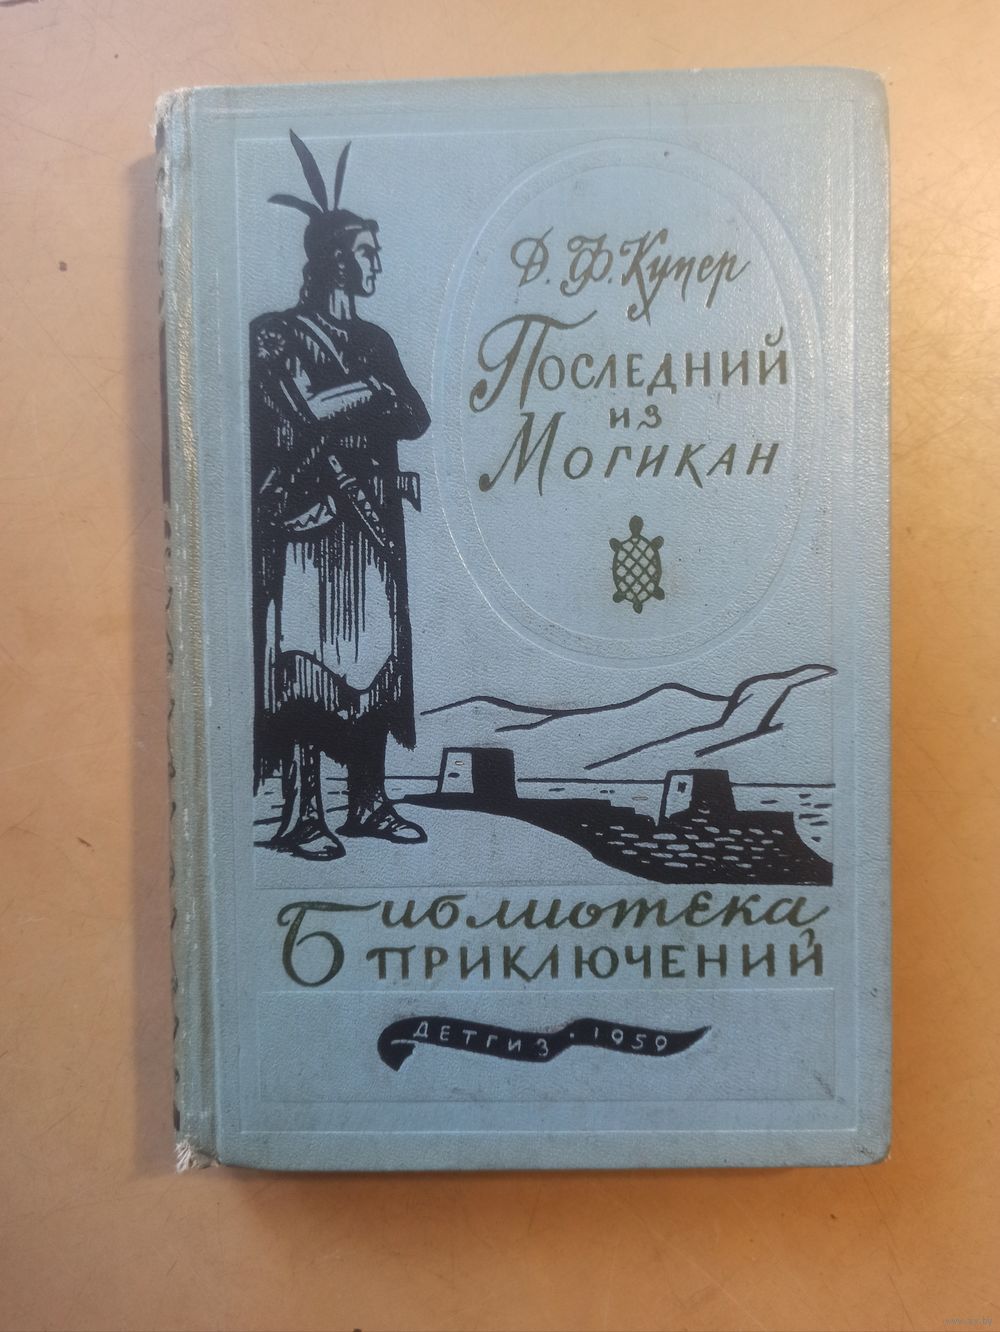 Д. Ф. Купер
Последний
из
Могикан
Библиотека
приключений
ДЕТГИЗ · 1959